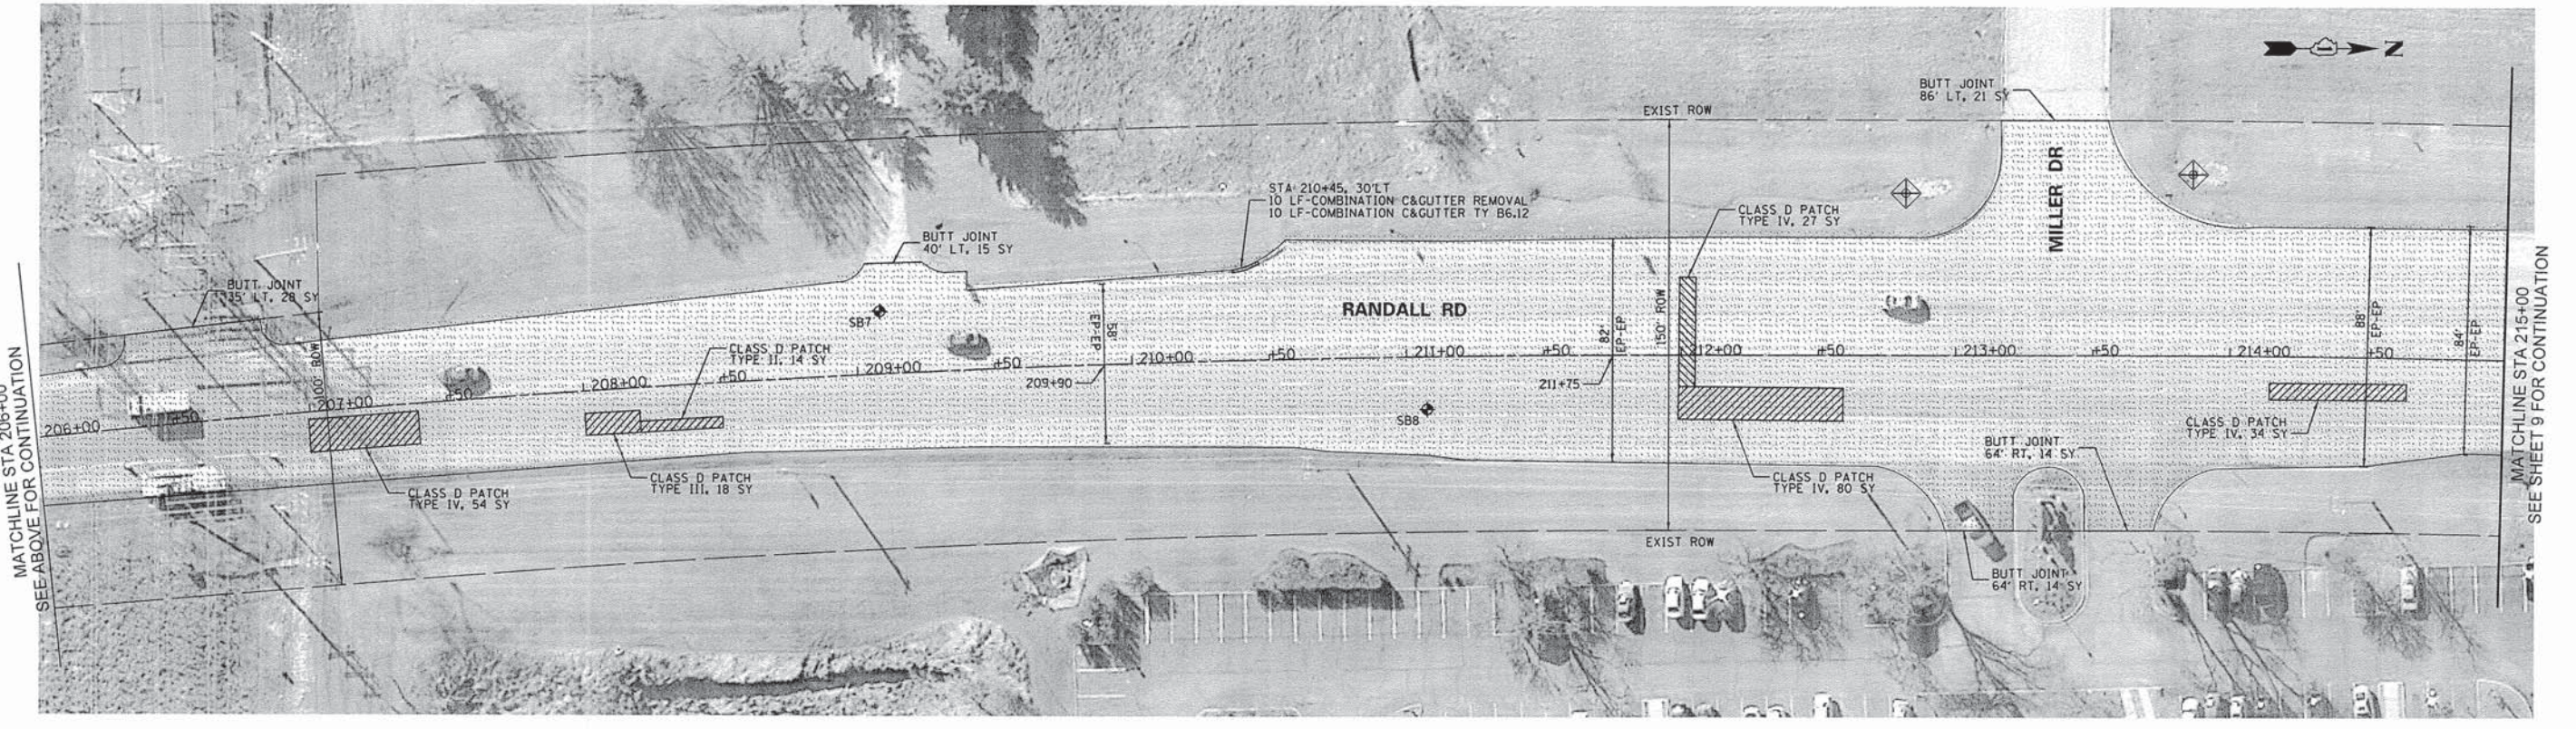 N
BUTT JOINT
86' LT, 21 SY
EXIST ROW
MILLER DR
STA 210+45, 30'LT
10 LF-COMBINATION C&GUTTER REMOVAL
10 LF-COMBINATION C&GUTTER TY B6.12
CLASS D PATCH
TYPE IV, 27 SY
BUTT JOINT
40' LT, 15 SY
BUTT JOINT
35' LT, 28 SY
RANDALL RD
SB7
58'
EP-EP
82'
EP-EP
150' ROW
88'
EP-EP
84'
EP-EP
MATCHLINE STA 215+00
SEE SHEET 9 FOR CONTINUATION
MATCHLINE STA 206+00
SEE ABOVE FOR CONTINUATION
100' ROW
CLASS D PATCH
TYPE II, 14 SY
206+00
+50
207+00
+50
208+00
+50
209+00
+50
210+00
+50
211+00
+50
12+00
+50
213+00
+50
214+00
+50
209+90
211+75
SB8
CLASS D PATCH
TYPE IV, 34 SY
BUTT JOINT
64' RT, 14 SY
CLASS D PATCH
TYPE III, 18 SY
CLASS D PATCH
TYPE IV, 54 SY
CLASS D PATCH
TYPE IV, 80 SY
EXIST ROW
BUTT JOINT
64' RT, 14 SY